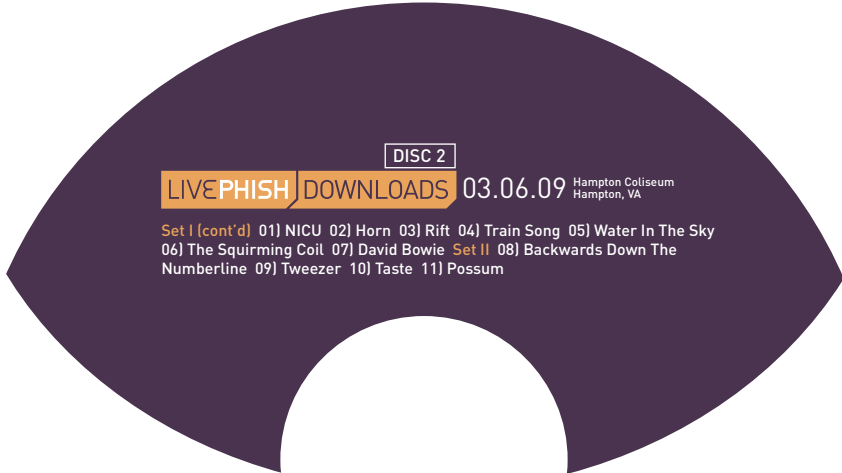 DISC 2
LIVEPHISH DOWNLOADS 03.06.09 Hampton Coliseum
Hampton, VA
Set I (cont'd) 01) NICU 02) Horn 03) Rift 04) Train Song 05) Water In The Sky
06) The Squirming Coil 07) David Bowie Set II 08) Backwards Down The
Numberline 09) Tweezer 10) Taste 11) Possum